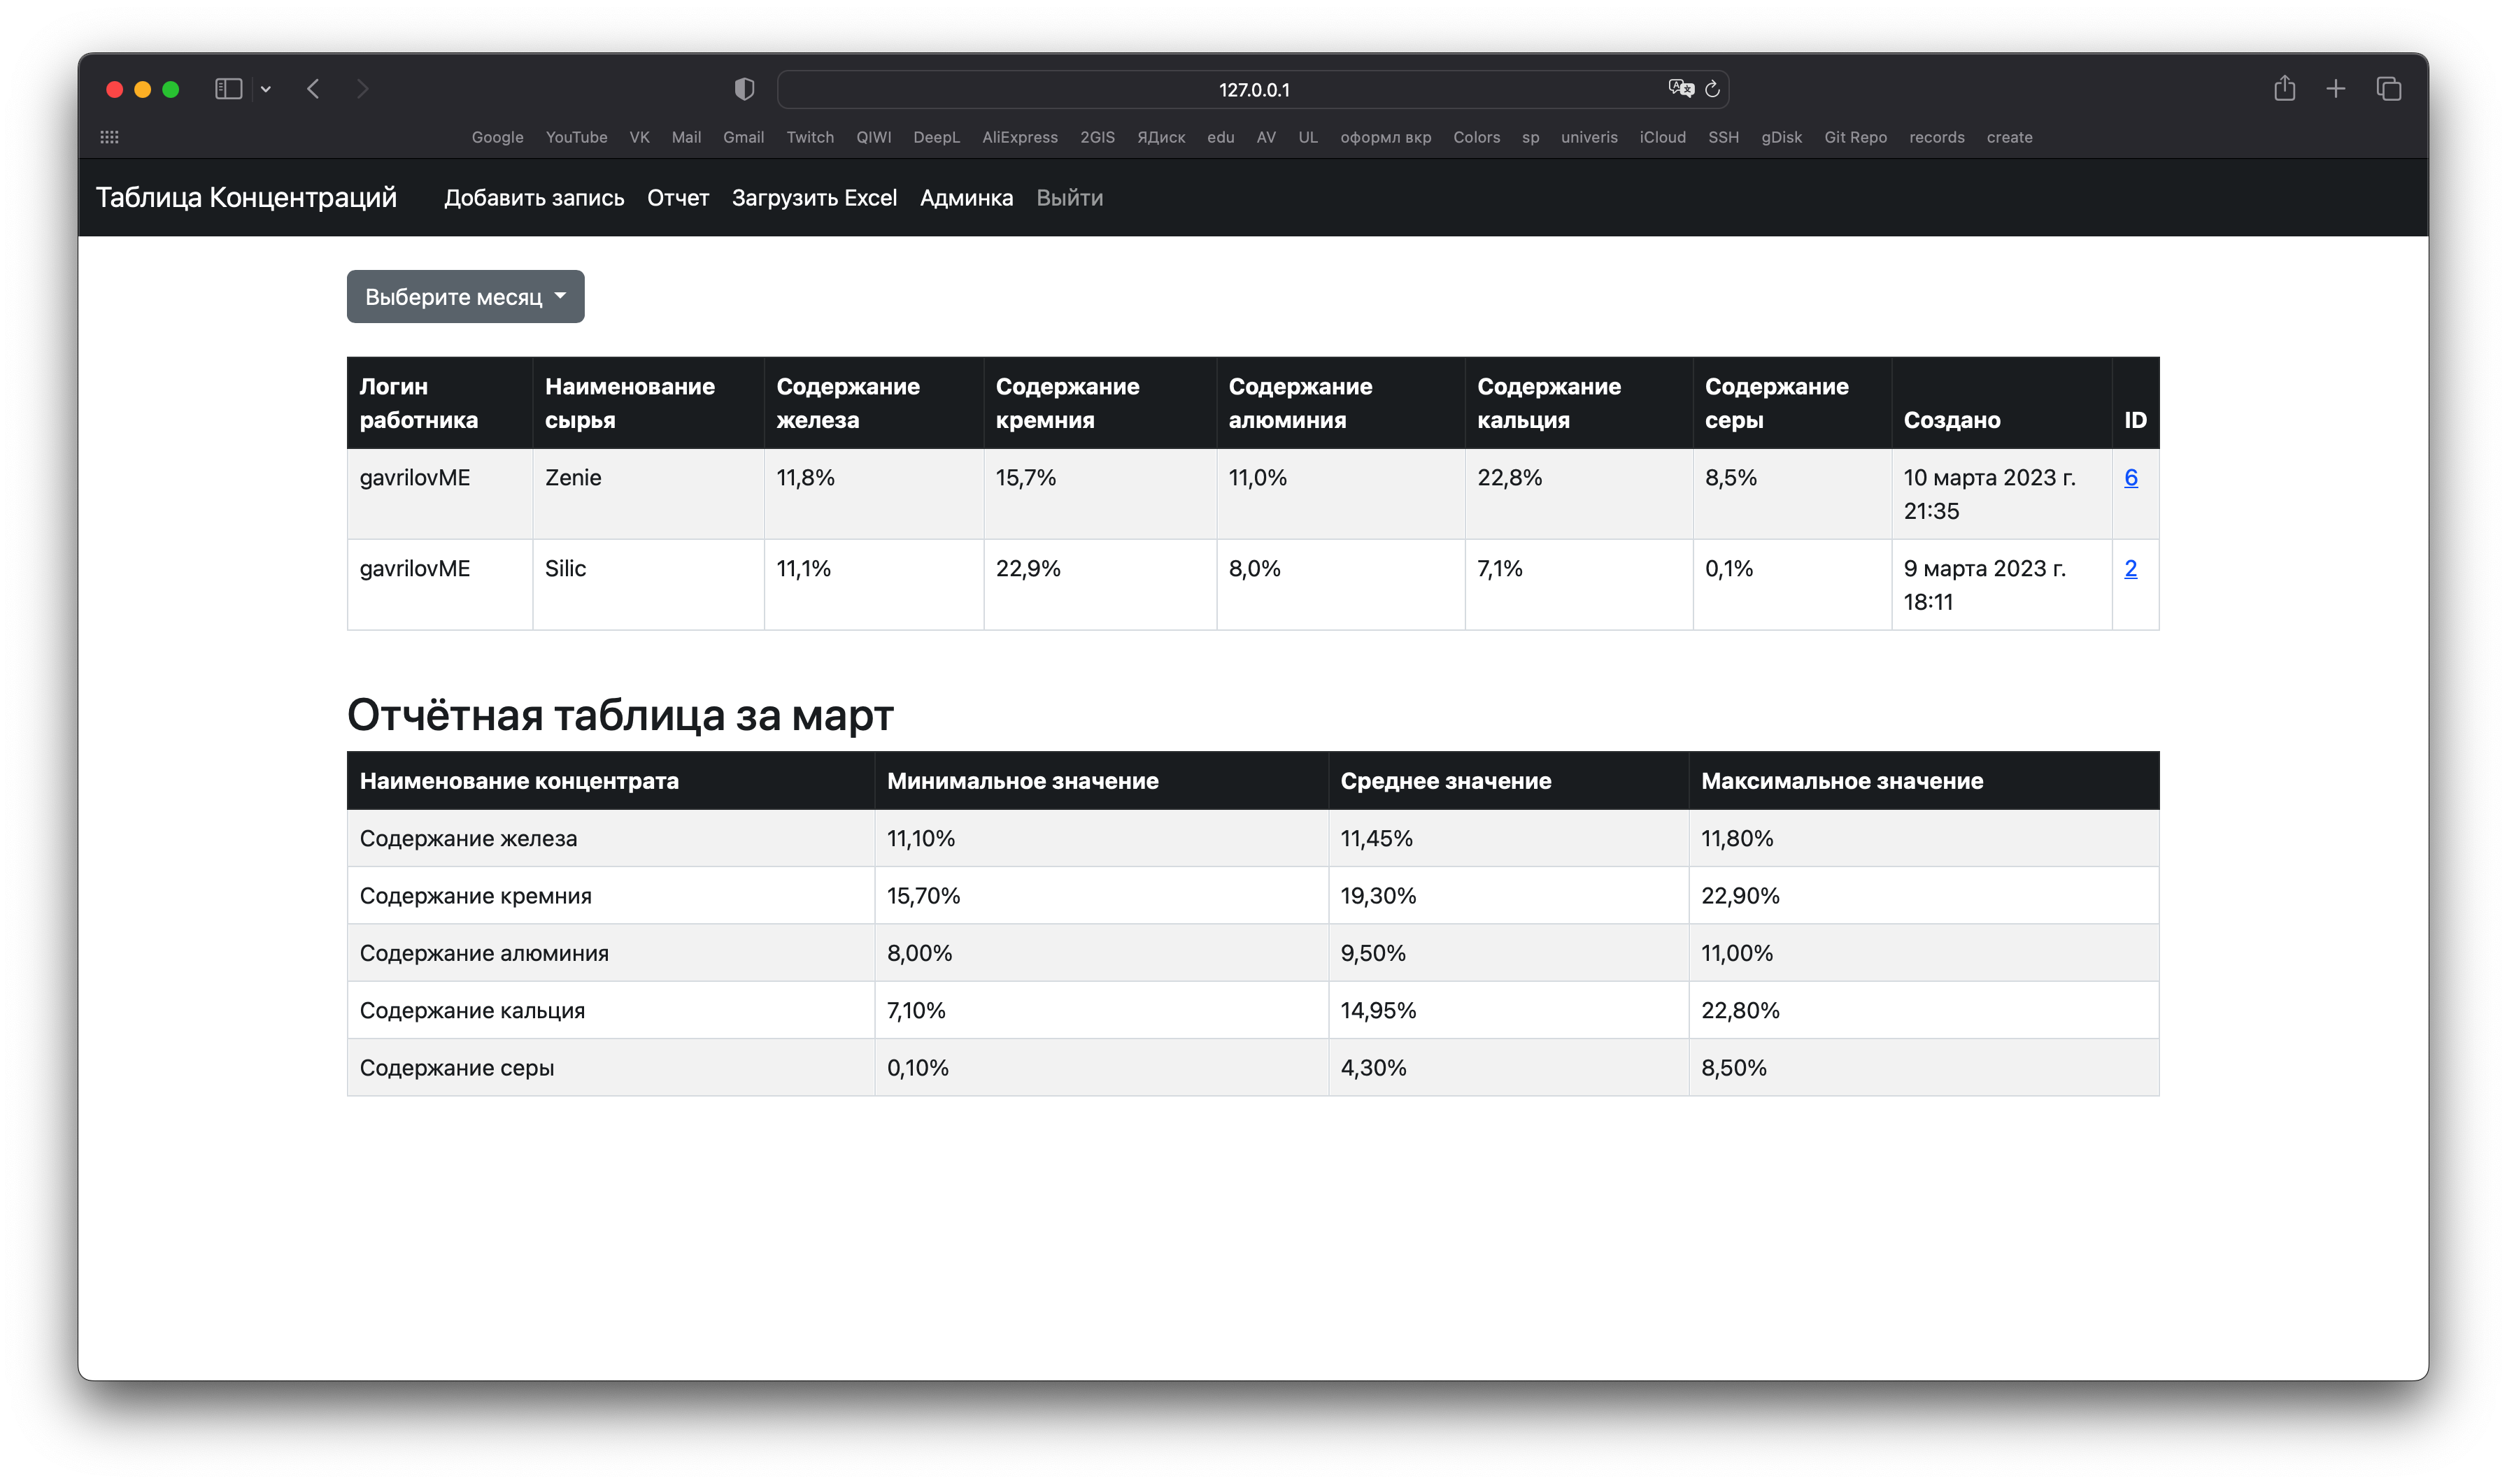 127.0.0.1
Google YouTube VK Mail Gmail Twitch QIWI DeepL AliExpress 2GIS ЯДиск edu AV UL оформл вкр Colors sp univeris iCloud SSH gDisk Git Repo records create
Таблица Концентраций Добавить запись Отчет Загрузить Excel Админка Выйти
Выберите месяц
Логин работника Наименование сырья Содержание железа Содержание кремния Содержание алюминия Содержание кальция Содержание серы Создано ID
gavrilovME Zenie 11,8% 15,7% 11,0% 22,8% 8,5% 10 марта 2023 г. 21:35 6
gavrilovME Silic 11,1% 22,9% 8,0% 7,1% 0,1% 9 марта 2023 г. 18:11 2
Отчётная таблица за март
Наименование концентрата Минимальное значение Среднее значение Максимальное значение
Содержание железа 11,10% 11,45% 11,80%
Содержание кремния 15,70% 19,30% 22,90%
Содержание алюминия 8,00% 9,50% 11,00%
Содержание кальция 7,10% 14,95% 22,80%
Содержание серы 0,10% 4,30% 8,50%